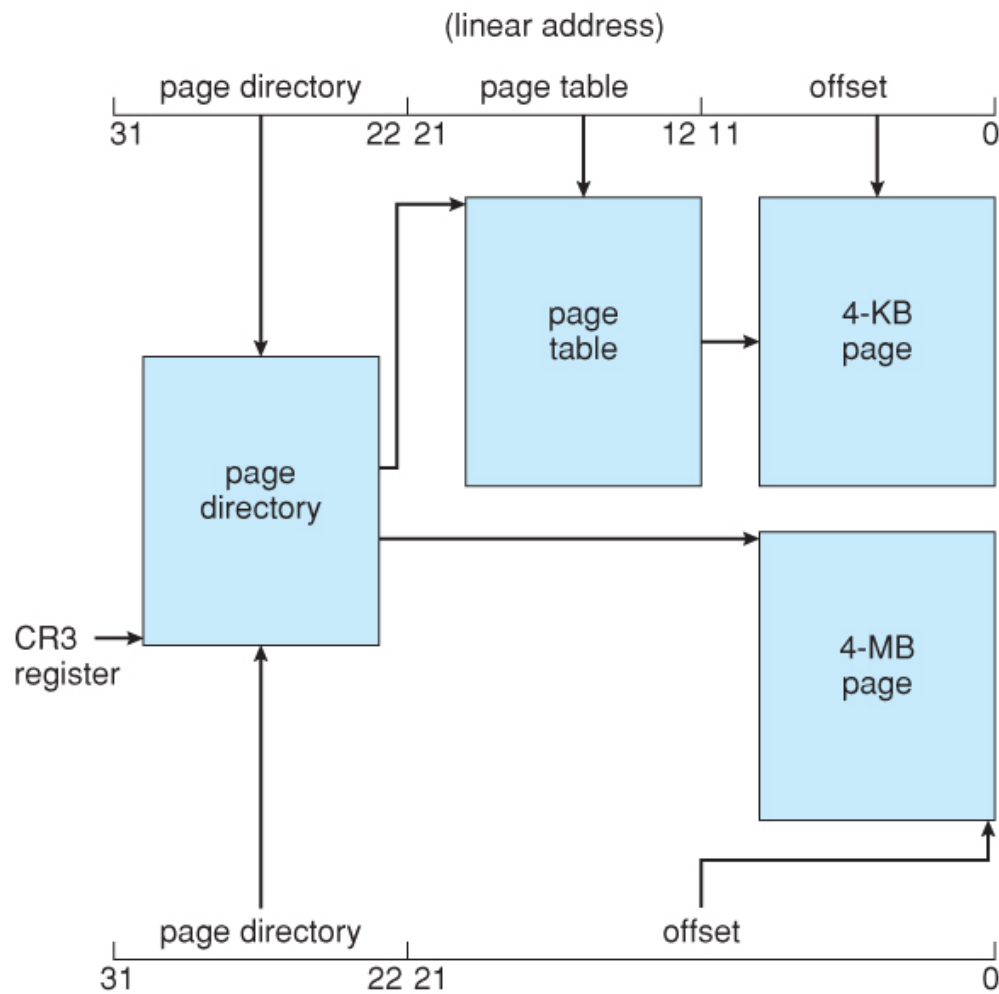 (linear address)
page directory page table offset
31 22 21 12 11 0
page
table
4-KB
page
page
directory
CR3
register
4-MB
page
page directory offset
31 22 21 0